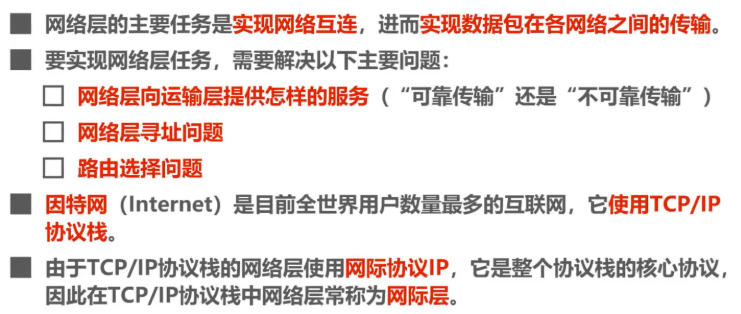 网络层的主要任务是实现网络互连，进而实现数据包在各网络之间的传输。
要实现网络层任务，需要解决以下主要问题：
网络层向运输层提供怎样的服务（“可靠传输”还是“不可靠传输”）
网络层寻址问题
路由选择问题
因特网（Internet）是目前全世界用户数量最多的互联网，它使用TCP/IP
协议栈。
由于TCP/IP协议栈的网络层使用网际协议IP，它是整个协议栈的核心协议，
因此在TCP/IP协议栈中网络层常称为网际层。